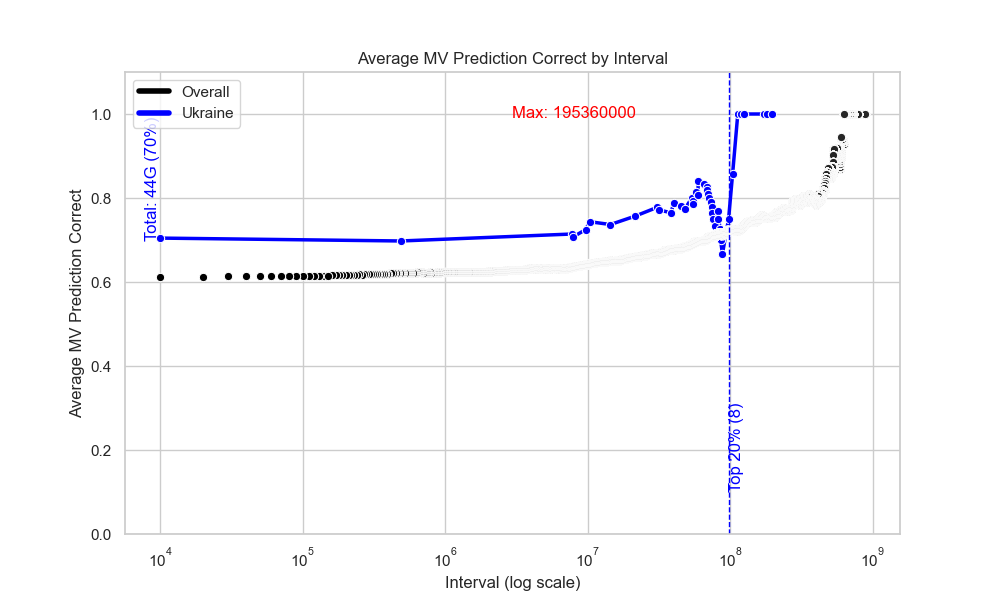 Average MV Prediction Correct by Interval
Overall
Ukraine
Total: 44G (70%)
Max: 195360000
Top 20% (8)
Average MV Prediction Correct
1.0
0.8
0.6
0.4
0.2
0.0
10^4
10^5
10^6
10^7
10^8
10^9
Interval (log scale)